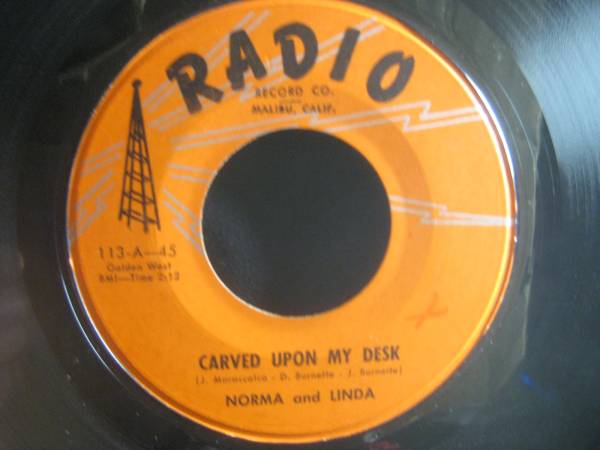 RADIO
RECORD CO.
MALIBU, CALIF.
113-A—45
Golden West
BMI—Time 2:12
CARVED UPON MY DESK
(J. Marascalco - D. Burnette - J. Burnette)
NORMA and LINDA